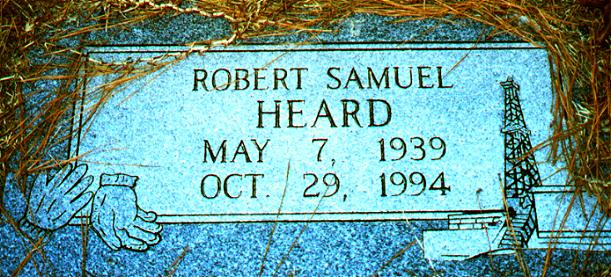 ROBERT SAMUEL
HEARD
MAY 7, 1939
OCT. 29, 1994